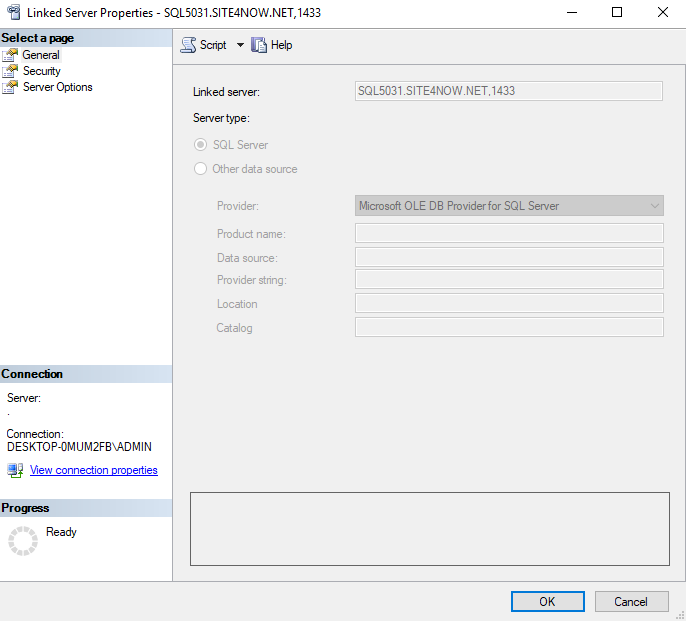 Linked Server Properties - SQL5031.SITE4NOW.NET,1433
Select a page
General
Security
Server Options
Script
Help
Linked server:
SQL5031.SITE4NOW.NET,1433
Server type:
SQL Server
Other data source
Provider:
Microsoft OLE DB Provider for SQL Server
Product name:
Data source:
Provider string:
Location
Catalog
Connection
Server:
.
Connection:
DESKTOP-0MUM2FB\ADMIN
View connection properties
Progress
Ready
OK
Cancel